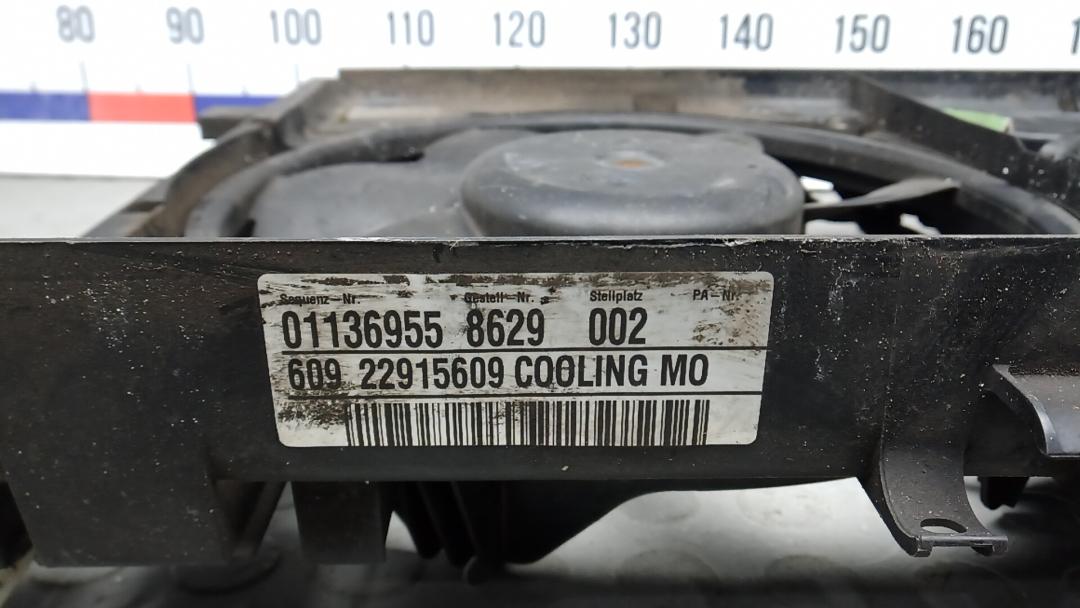 80 90 100 110 120 130 140 150 160
Sequenz-Nr. Gestell-Nr. Stellplatz PA-Nr.
01136955 8629 002
609 22915609 COOLING MO